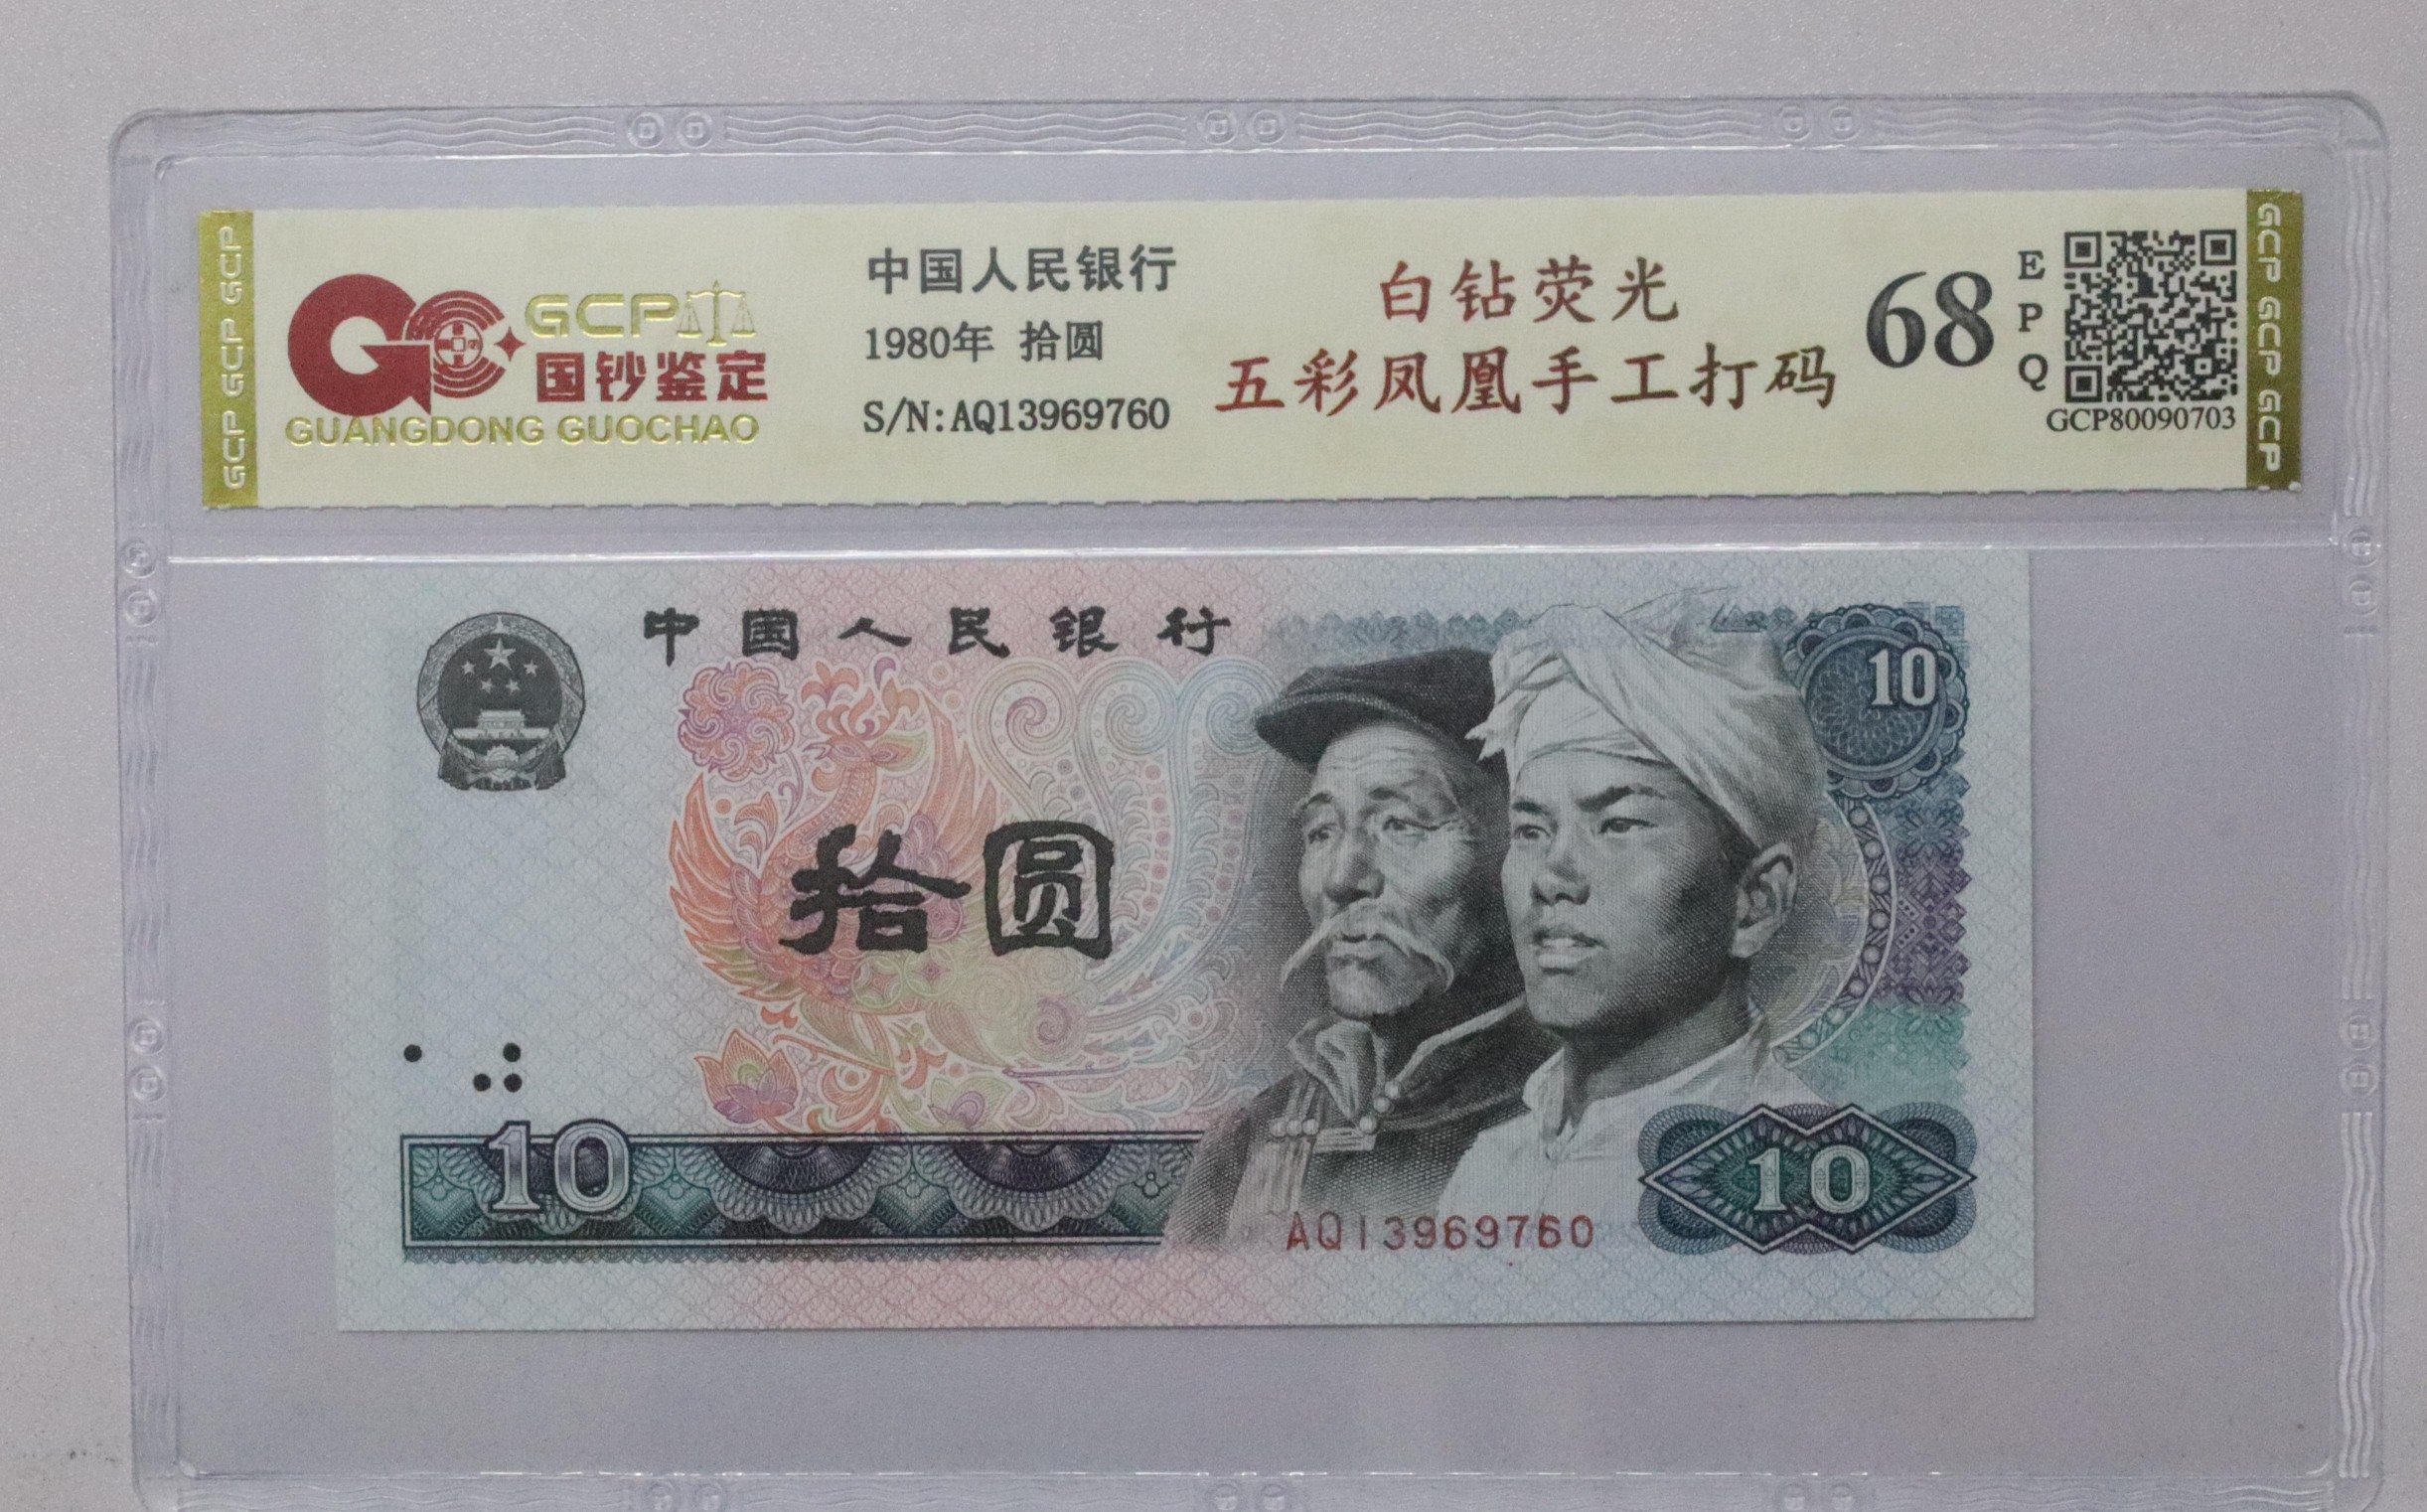 GCP GCP GCP
GCP
国钞鉴定
GUANGDONG GUOCHAO
中国人民银行
1980年 拾圆
S/N:AQ13969760
白钻荧光
五彩凤凰手工打码
68
EPQ
GCP80090703
GCP GCP GCP
中国人民银行
10
拾圆
10
AQ13969760
10